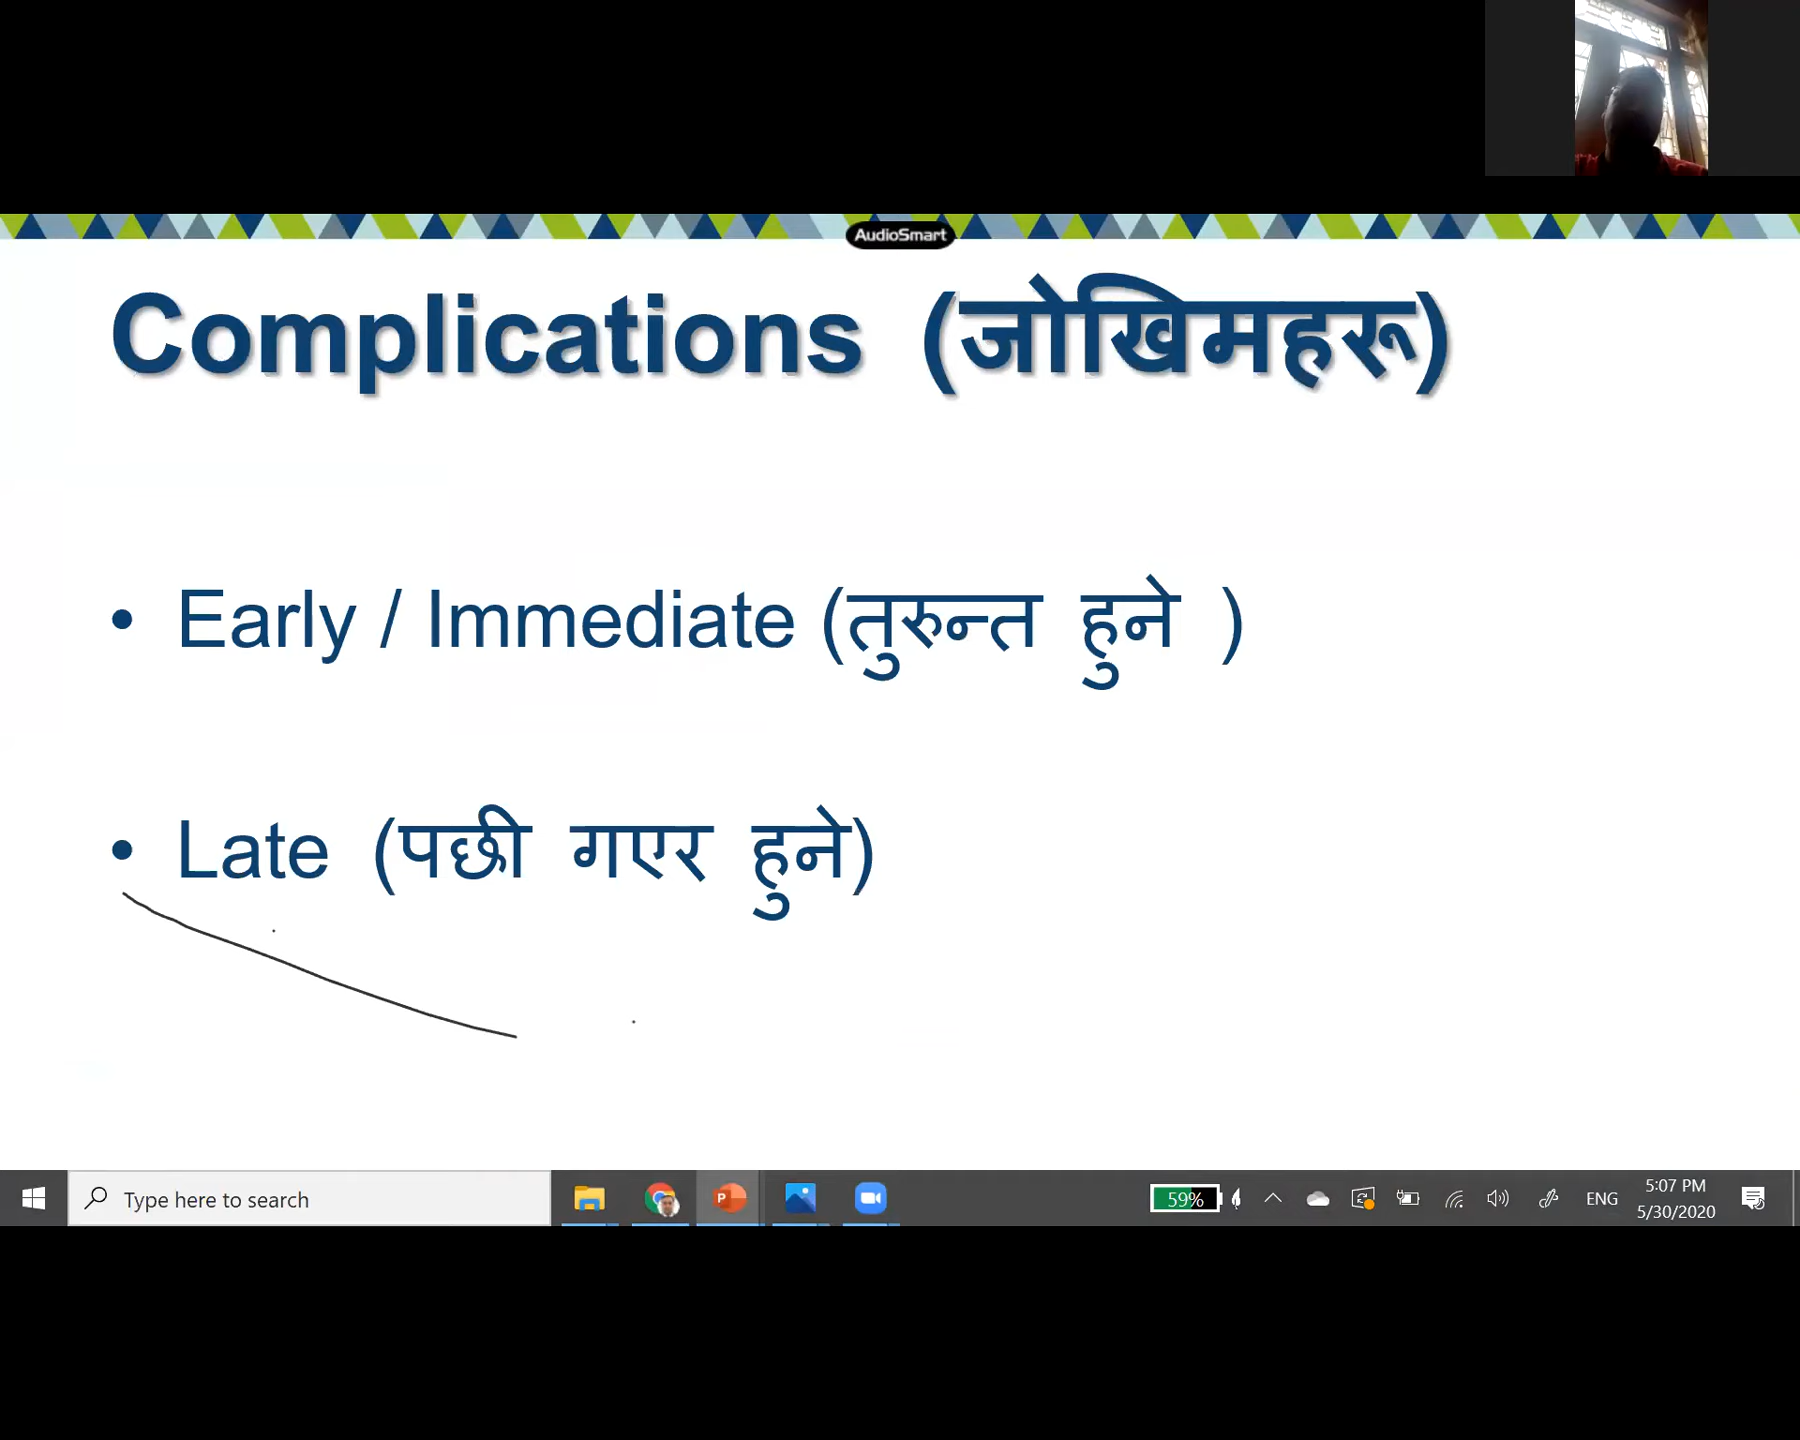 AudioSmart
Complications (जोखिमहरू)
• Early / Immediate (तुरुन्त हुने )
• Late (पछी गएर हुने)
Type here to search
59%
ENG
5:07 PM
5/30/2020